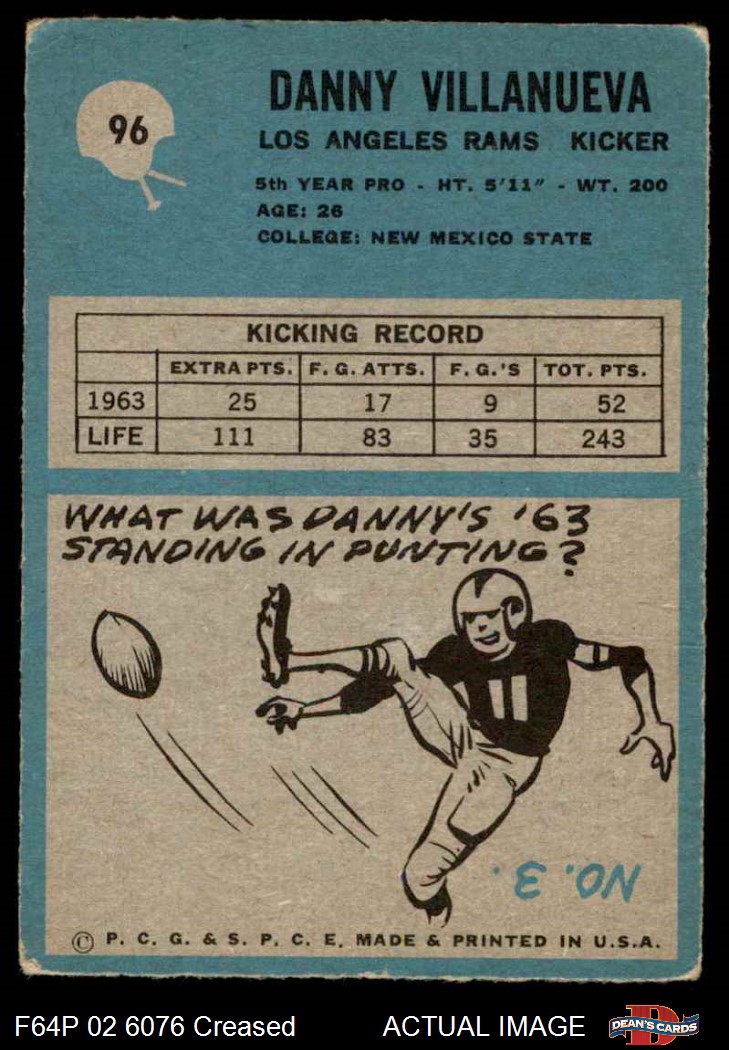 96
DANNY VILLANUEVA
LOS ANGELES RAMS KICKER
5th YEAR PRO - HT. 5'11" - WT. 200
AGE: 26
COLLEGE: NEW MEXICO STATE
KICKING RECORD
EXTRA PTS. F. G. ATTS. F. G.'S TOT. PTS.
1963 25 17 9 52
LIFE 111 83 35 243
WHAT WAS DANNY'S '63
STANDING IN PUNTING?
11
NO. 3.
© P. C. G. & S. P. C. E. MADE & PRINTED IN U.S.A.
F64P 02 6076 Creased ACTUAL IMAGE
D
DEAN'S CARDS